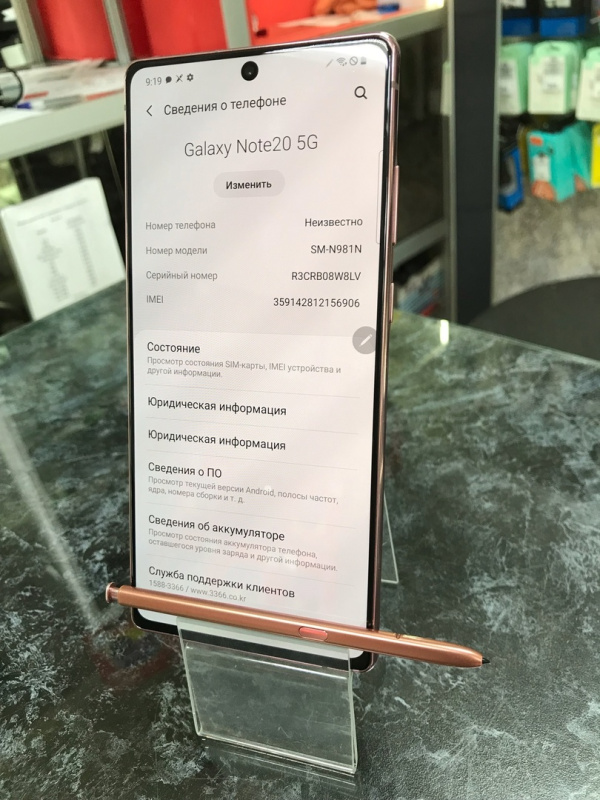 9:19
Сведения о телефоне
Galaxy Note20 5G
Изменить
Номер телефона Неизвестно
Номер модели SM-N981N
Серийный номер R3CRB08W8LV
IMEI 359142812156906
Состояние
Просмотр состояния SIM-карты, IMEI устройства и
другой информации.
Юридическая информация
Юридическая информация
Сведения о ПО
Просмотр текущей версии Android, полосы частот,
ядра, номера сборки и т. д.
Сведения об аккумуляторе
Просмотр состояния аккумулятора телефона,
оставшегося уровня заряда и другой информации.
Служба поддержки клиентов
1588-3366 / www.3366.co.kr